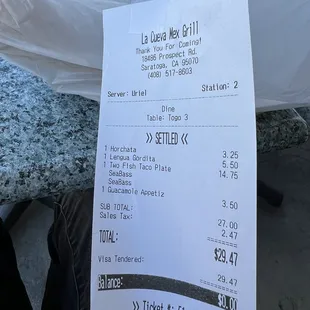 La Cueva Mex Grill
Thank You For Coming!
18486 Prospect Rd.
Saratoga, CA 95070
(408) 517-8603
Server: Uriel Station: 2
Dine
Table: Togo 3
>> SETTLED <<
1 Horchata 3.25
1 Lengua Gordita 5.50
1 Two Fish Taco Plate 14.75
SeaBass
SeaBass
1 Guacamole Appetiz 3.50
SUB TOTAL: 27.00
Sales Tax: 2.47
TOTAL: $29.47
Visa Tendered: 29.47
Balance: $0.00
>> Ticket #: